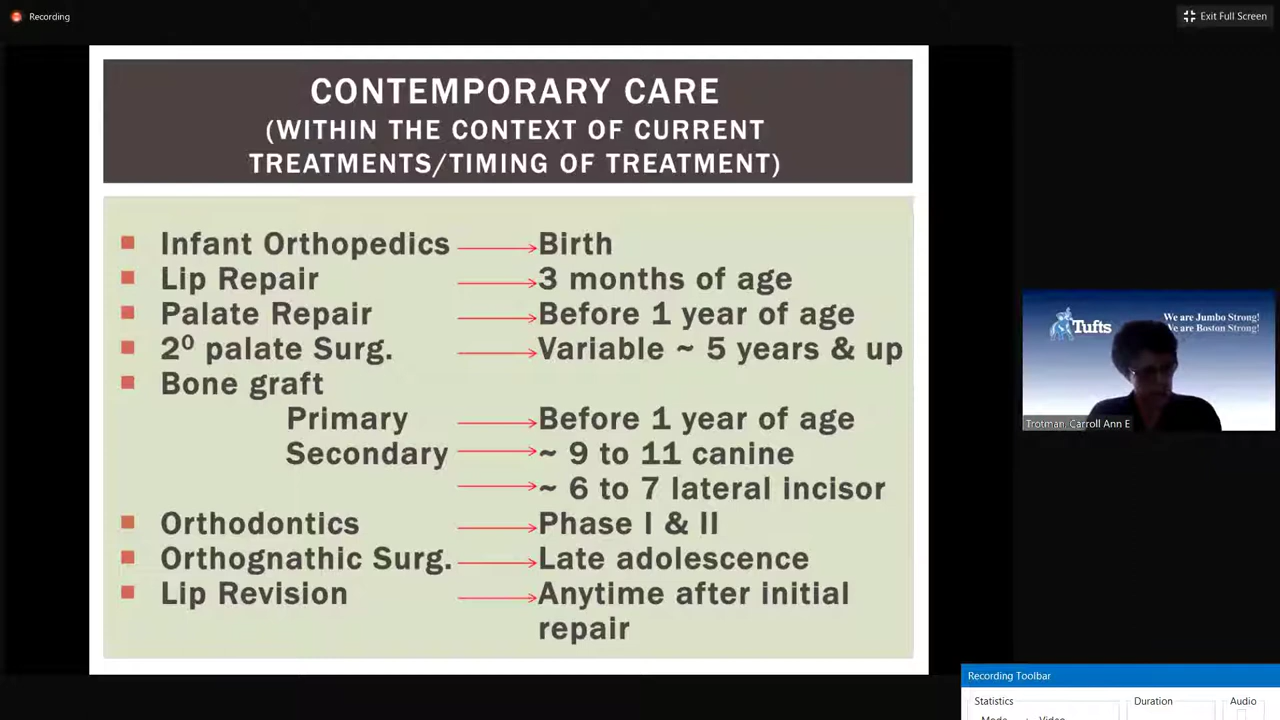 Recording
Exit Full Screen
CONTEMPORARY CARE
(WITHIN THE CONTEXT OF CURRENT
TREATMENTS/TIMING OF TREATMENT)
Infant Orthopedics Birth
Lip Repair 3 months of age
Palate Repair Before 1 year of age
2⁰ palate Surg. Variable ~ 5 years & up
Bone graft
Primary Before 1 year of age
Secondary ~ 9 to 11 canine
~ 6 to 7 lateral incisor
Orthodontics Phase I & II
Orthognathic Surg. Late adolescence
Lip Revision Anytime after initial
repair
Tufts
We are Jumbo Strong!
We are Boston Strong!
Trotman, Carroll Ann E
Recording Toolbar
Statistics Duration Audio